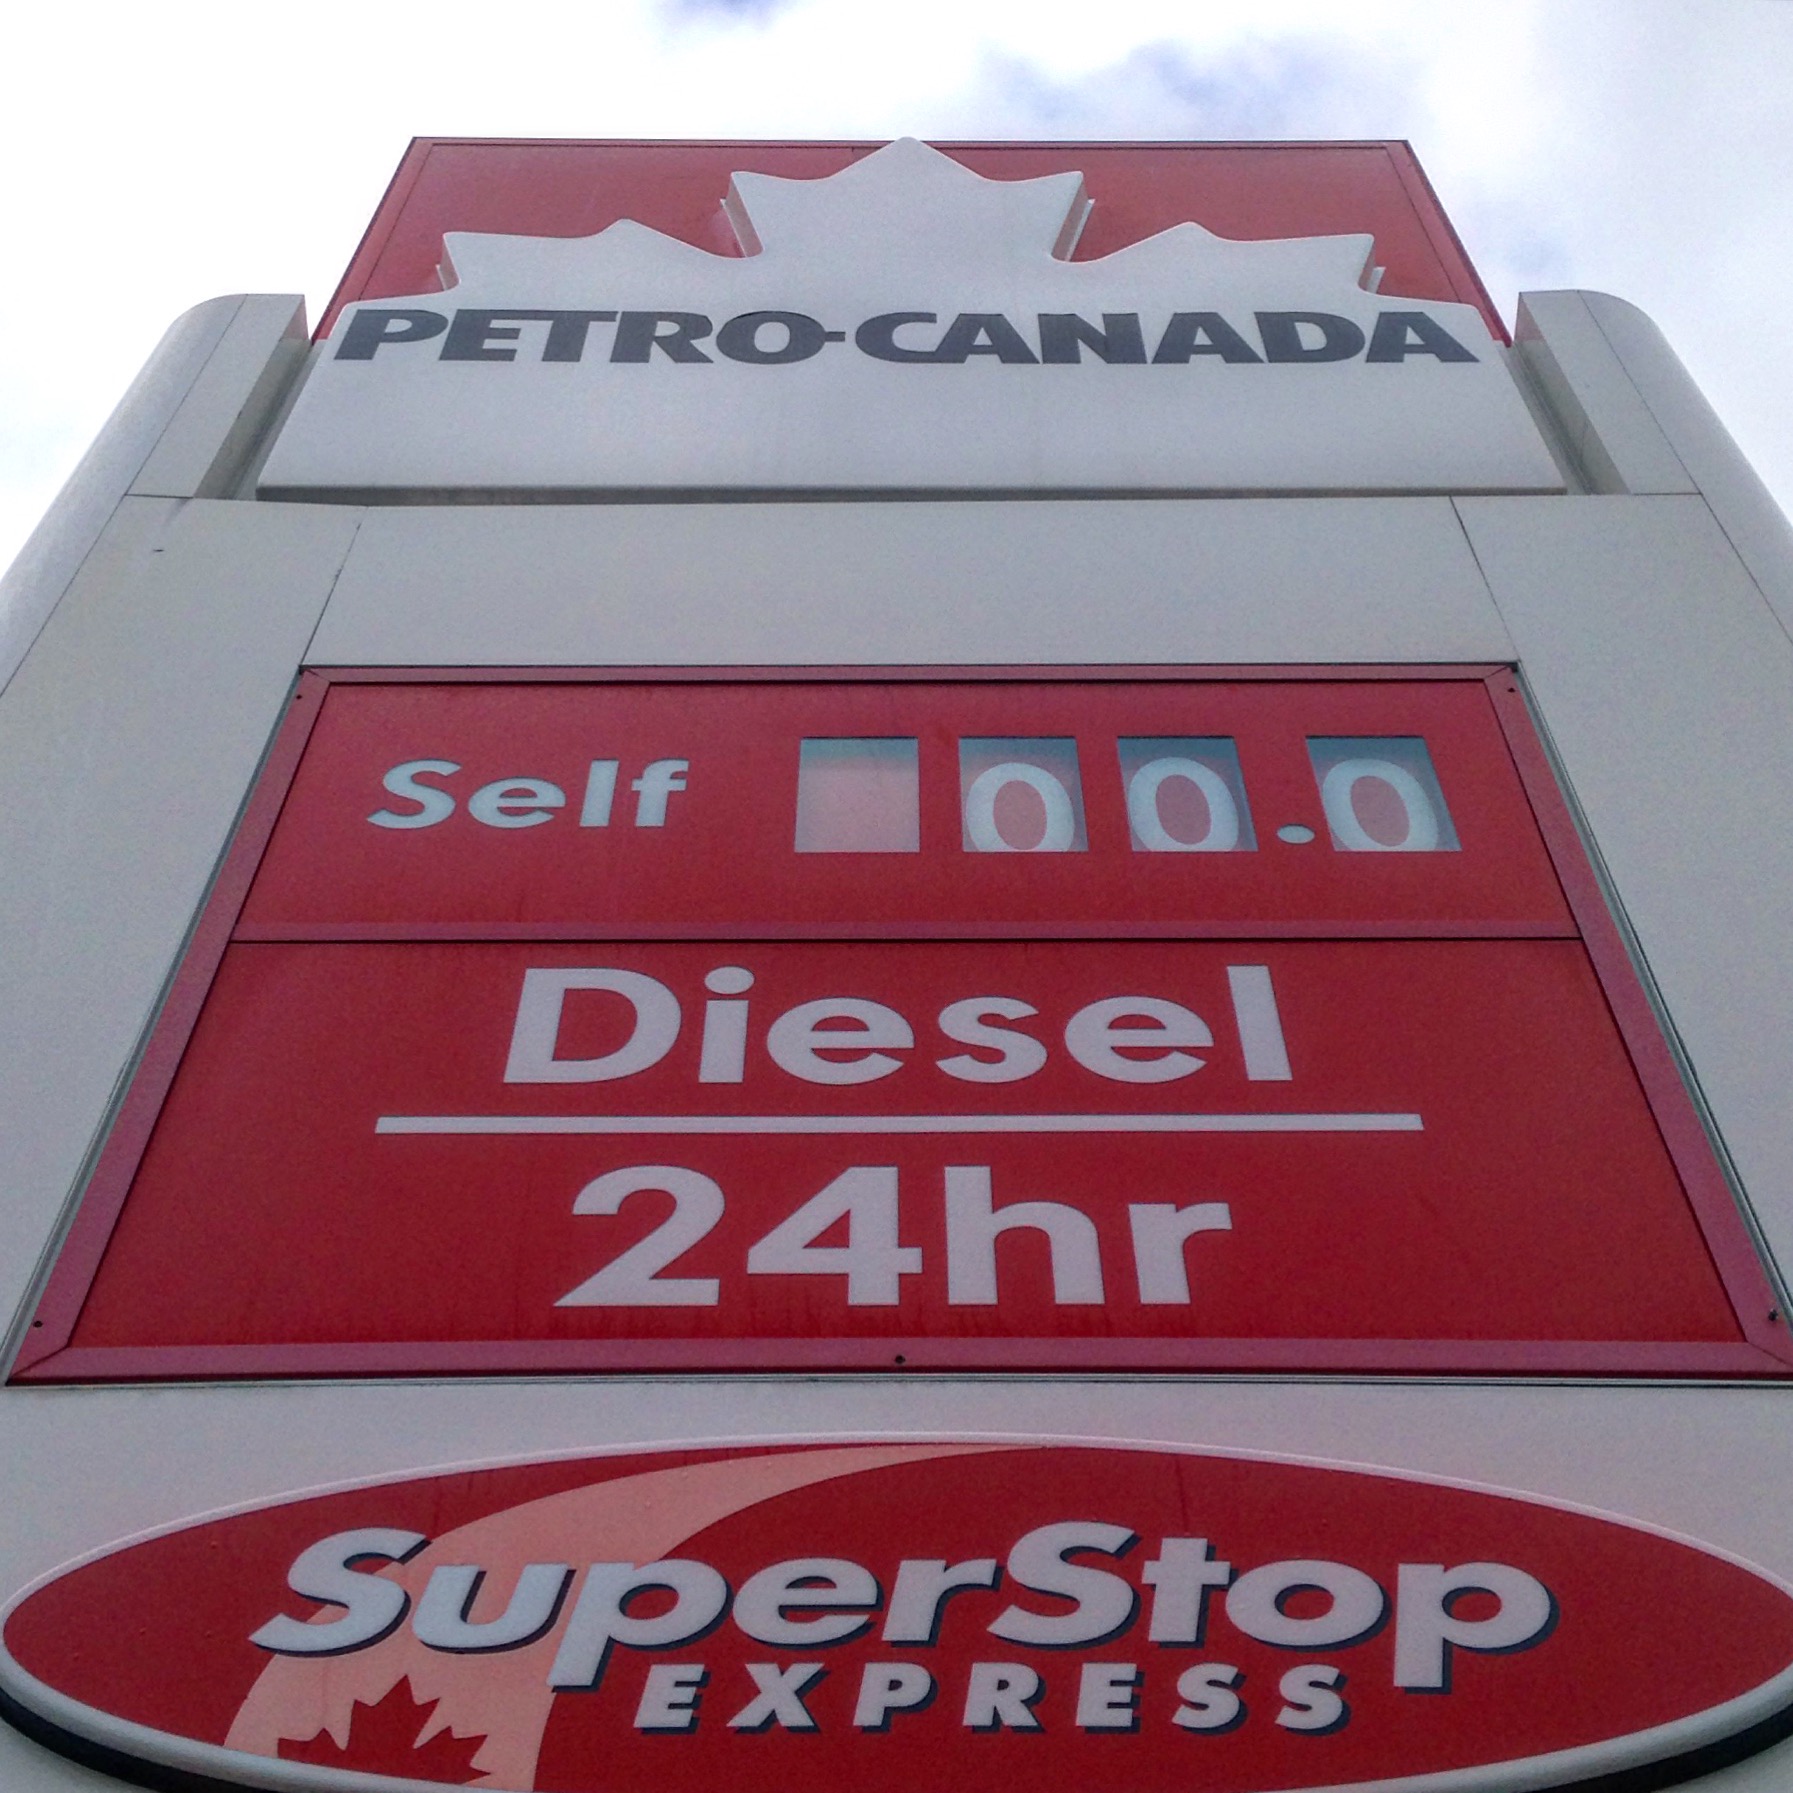 PETRO-CANADA
Self 00.0
Diesel
24hr
SuperStop
EXPRESS